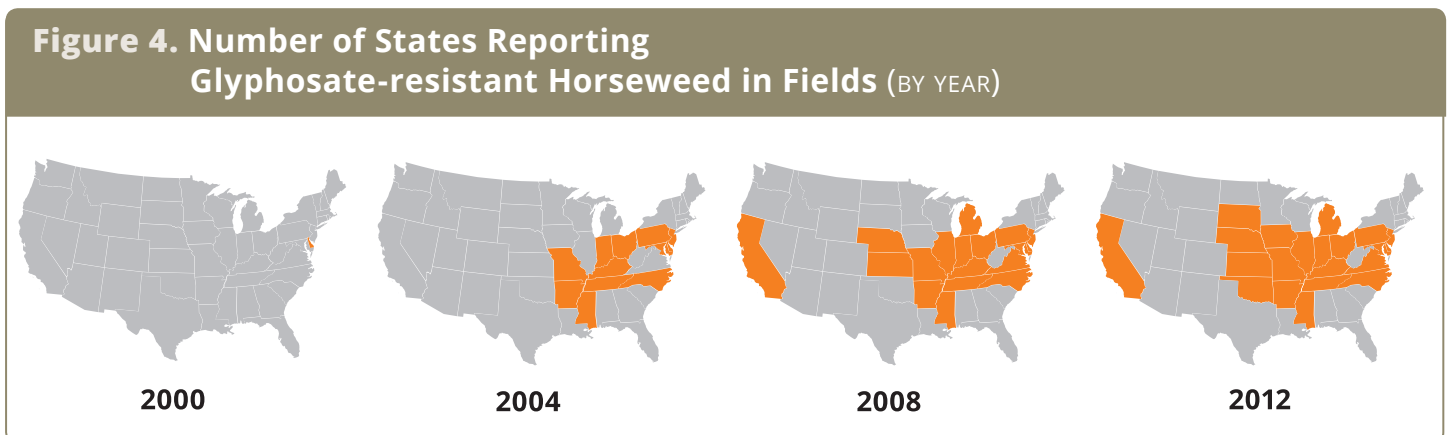 Figure 4. Number of States Reporting
Glyphosate-resistant Horseweed in Fields (BY YEAR)
2000
2004
2008
2012